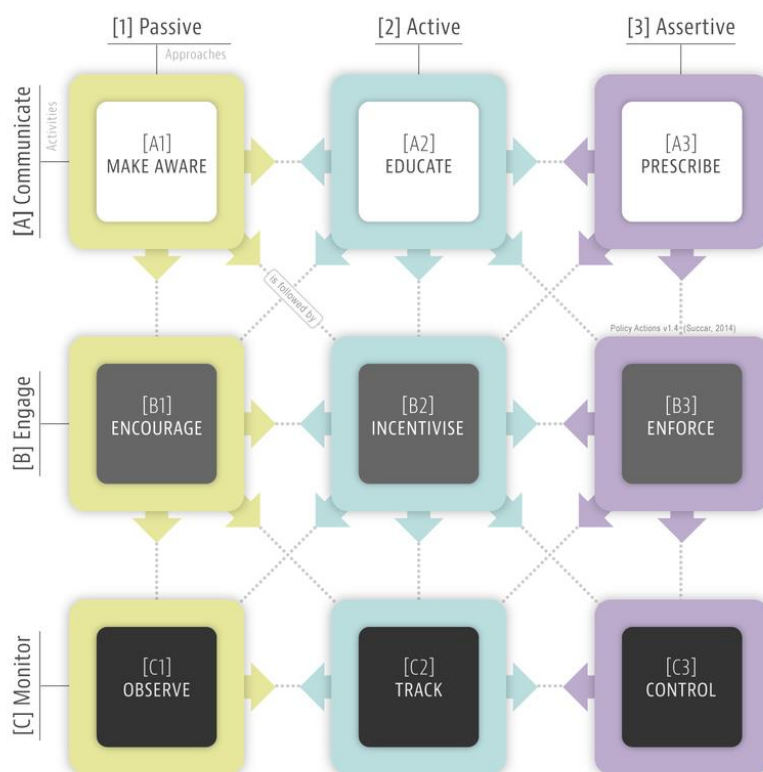 [1] Passive
[2] Active
[3] Assertive
Approaches
Activities
[A] Communicate
[A1]
MAKE AWARE
[A2]
EDUCATE
[A3]
PRESCRIBE
is followed by
Policy Actions v1.4 (Succar, 2014)
[B] Engage
[B1]
ENCOURAGE
[B2]
INCENTIVISE
[B3]
ENFORCE
[C] Monitor
[C1]
OBSERVE
[C2]
TRACK
[C3]
CONTROL